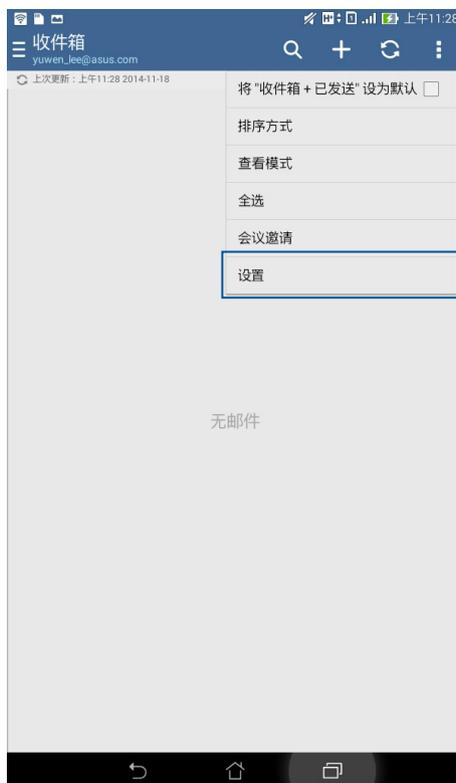 上午11:28
收件箱
yuwen_lee@asus.com
上次更新：上午11:28 2014-11-18
将 "收件箱 + 已发送" 设为默认
排序方式
查看模式
全选
会议邀请
设置
无邮件